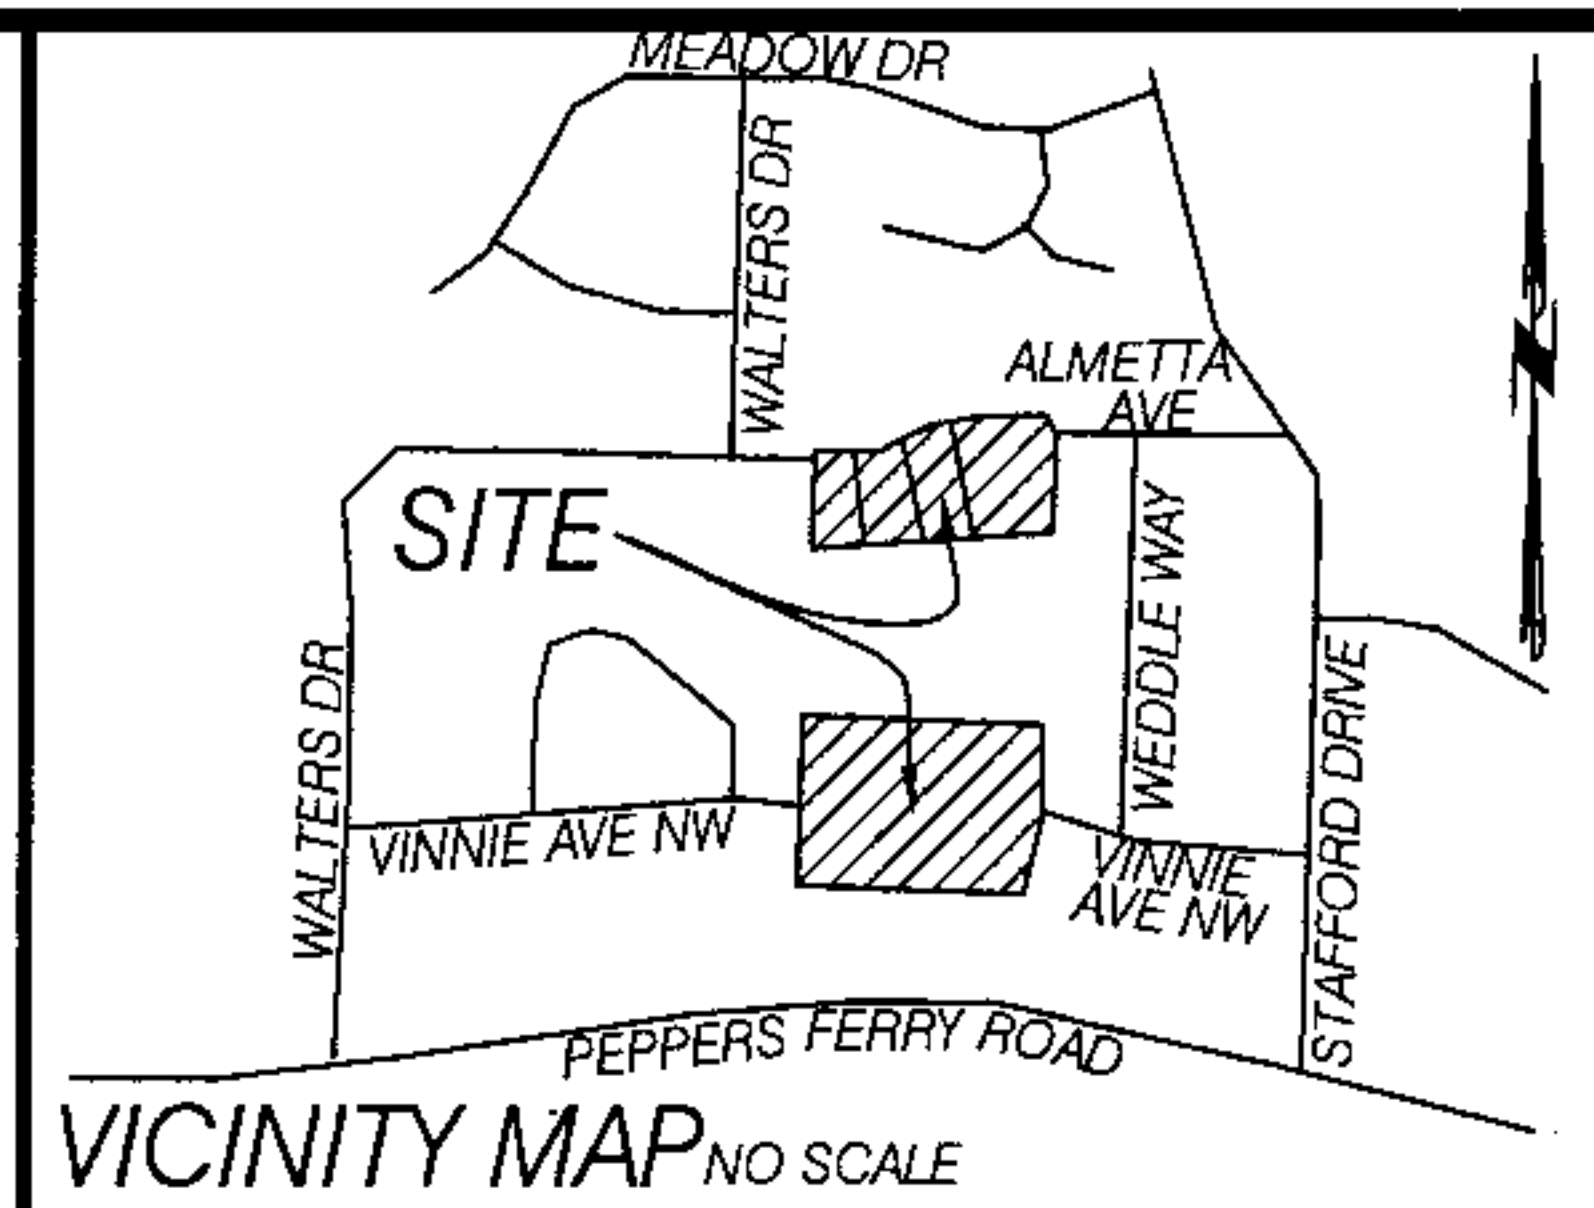 MEADOW DR
WALTERS DR
ALMETTA
AVE
SITE
WEDDLE WAY
WALTERS DR
STAFFORD DRIVE
VINNIE AVE NW
VINNIE
AVE NW
PEPPERS FERRY ROAD
VICINITY MAP NO SCALE
N